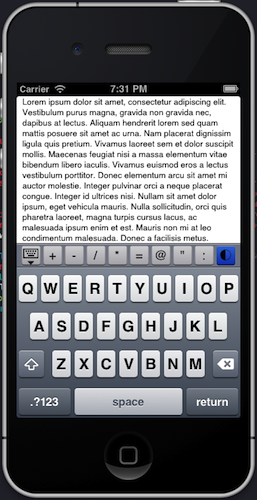 Carrier 7:31 PM
Lorem ipsum dolor sit amet, consectetur adipiscing elit.
Vestibulum purus magna, gravida non gravida nec,
dapibus at lectus. Aliquam hendrerit lorem sed quam
mattis posuere sit amet ac urna. Nam placerat dignissim
ligula quis pretium. Vivamus laoreet sem et dolor suscipit
mollis. Maecenas feugiat nisi a massa elementum vitae
bibendum libero iaculis. Vivamus euismod eros a lectus
vestibulum porttitor. Donec elementum arcu sit amet mi
auctor molestie. Integer pulvinar orci a neque placerat
congue. Integer id ultrices nisi. Nullam sit amet dolor
ipsum, eget vehicula mauris. Nulla sollicitudin, orci quis
pharetra laoreet, magna turpis cursus lacus, ac
malesuada ipsum enim et est. Mauris non mi at leo
condimentum malesuada. Donec a facilisis metus.
+ - / * = @ " :
Q W E R T Y U I O P
A S D F G H J K L
Z X C V B N M
.?123 space return